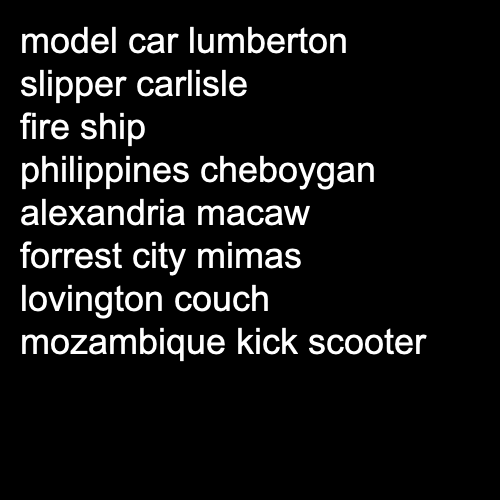 model car lumberton
slipper carlisle
fire ship
philippines cheboygan
alexandria macaw
forrest city mimas
lovington couch
mozambique kick scooter